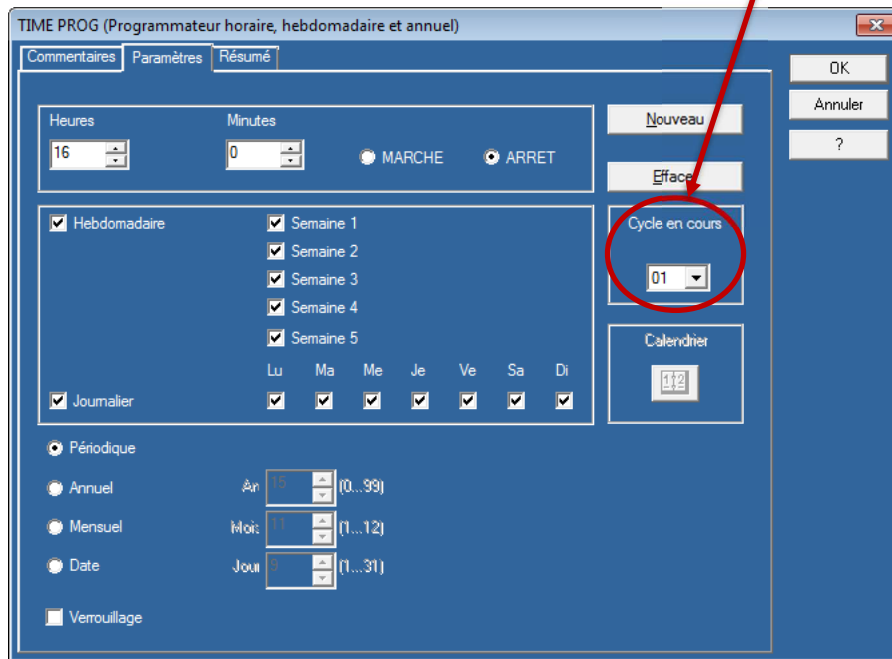 TIME PROG (Programmateur horaire, hebdomadaire et annuel)
Commentaires Paramètres Résumé
OK
Annuler
?
Heures Minutes
16 0 MARCHE ARRET
Nouveau
Efface
Hebdomadaire Semaine 1
Semaine 2
Semaine 3
Semaine 4
Semaine 5
Cycle en cours
01
Lu Ma Me Je Ve Sa Di
Journalier
Calendrier
Périodique
Annuel An 15 (0...99)
Mensuel Mois 11 (1...12)
Date Jour 9 (1...31)
Verrouillage